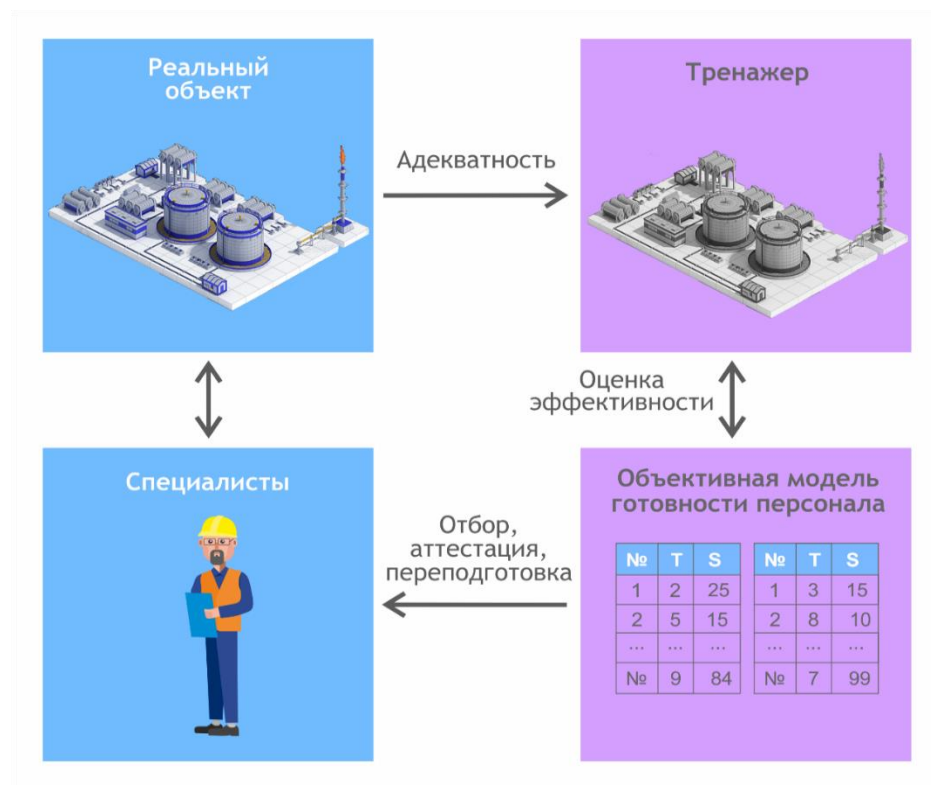 Реальный
объект
Тренажер
Адекватность
Оценка
эффективности
Специалисты
Отбор,
аттестация,
переподготовка
Объективная модель
готовности персонала
№ T S
1 2 25
2 5 15
... ... ...
№ 9 84
№ T S
1 3 15
2 8 10
... ... ...
№ 7 99